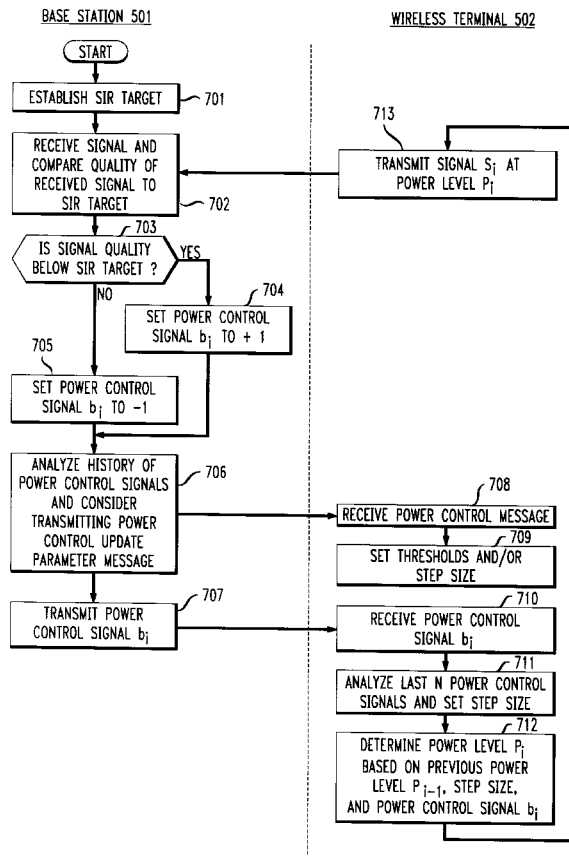 BASE STATION 501
WIRELESS TERMINAL 502
START
ESTABLISH SIR TARGET
701
RECEIVE SIGNAL AND
COMPARE QUALITY OF
RECEIVED SIGNAL TO
SIR TARGET
702
713
TRANSMIT SIGNAL Si AT
POWER LEVEL Pi
703
IS SIGNAL QUALITY
BELOW SIR TARGET ?
YES
NO
704
SET POWER CONTROL
SIGNAL bi TO + 1
705
SET POWER CONTROL
SIGNAL bi TO -1
ANALYZE HISTORY OF
POWER CONTROL SIGNALS
AND CONSIDER
TRANSMITTING POWER
CONTROL UPDATE
PARAMETER MESSAGE
706
708
RECEIVE POWER CONTROL MESSAGE
709
SET THRESHOLDS AND/OR
STEP SIZE
707
TRANSMIT POWER
CONTROL SIGNAL bi
710
RECEIVE POWER CONTROL
SIGNAL bi
711
ANALYZE LAST N POWER CONTROL
SIGNALS AND SET STEP SIZE
712
DETERMINE POWER LEVEL Pi
BASED ON PREVIOUS POWER
LEVEL Pi-1, STEP SIZE,
AND POWER CONTROL SIGNAL bi